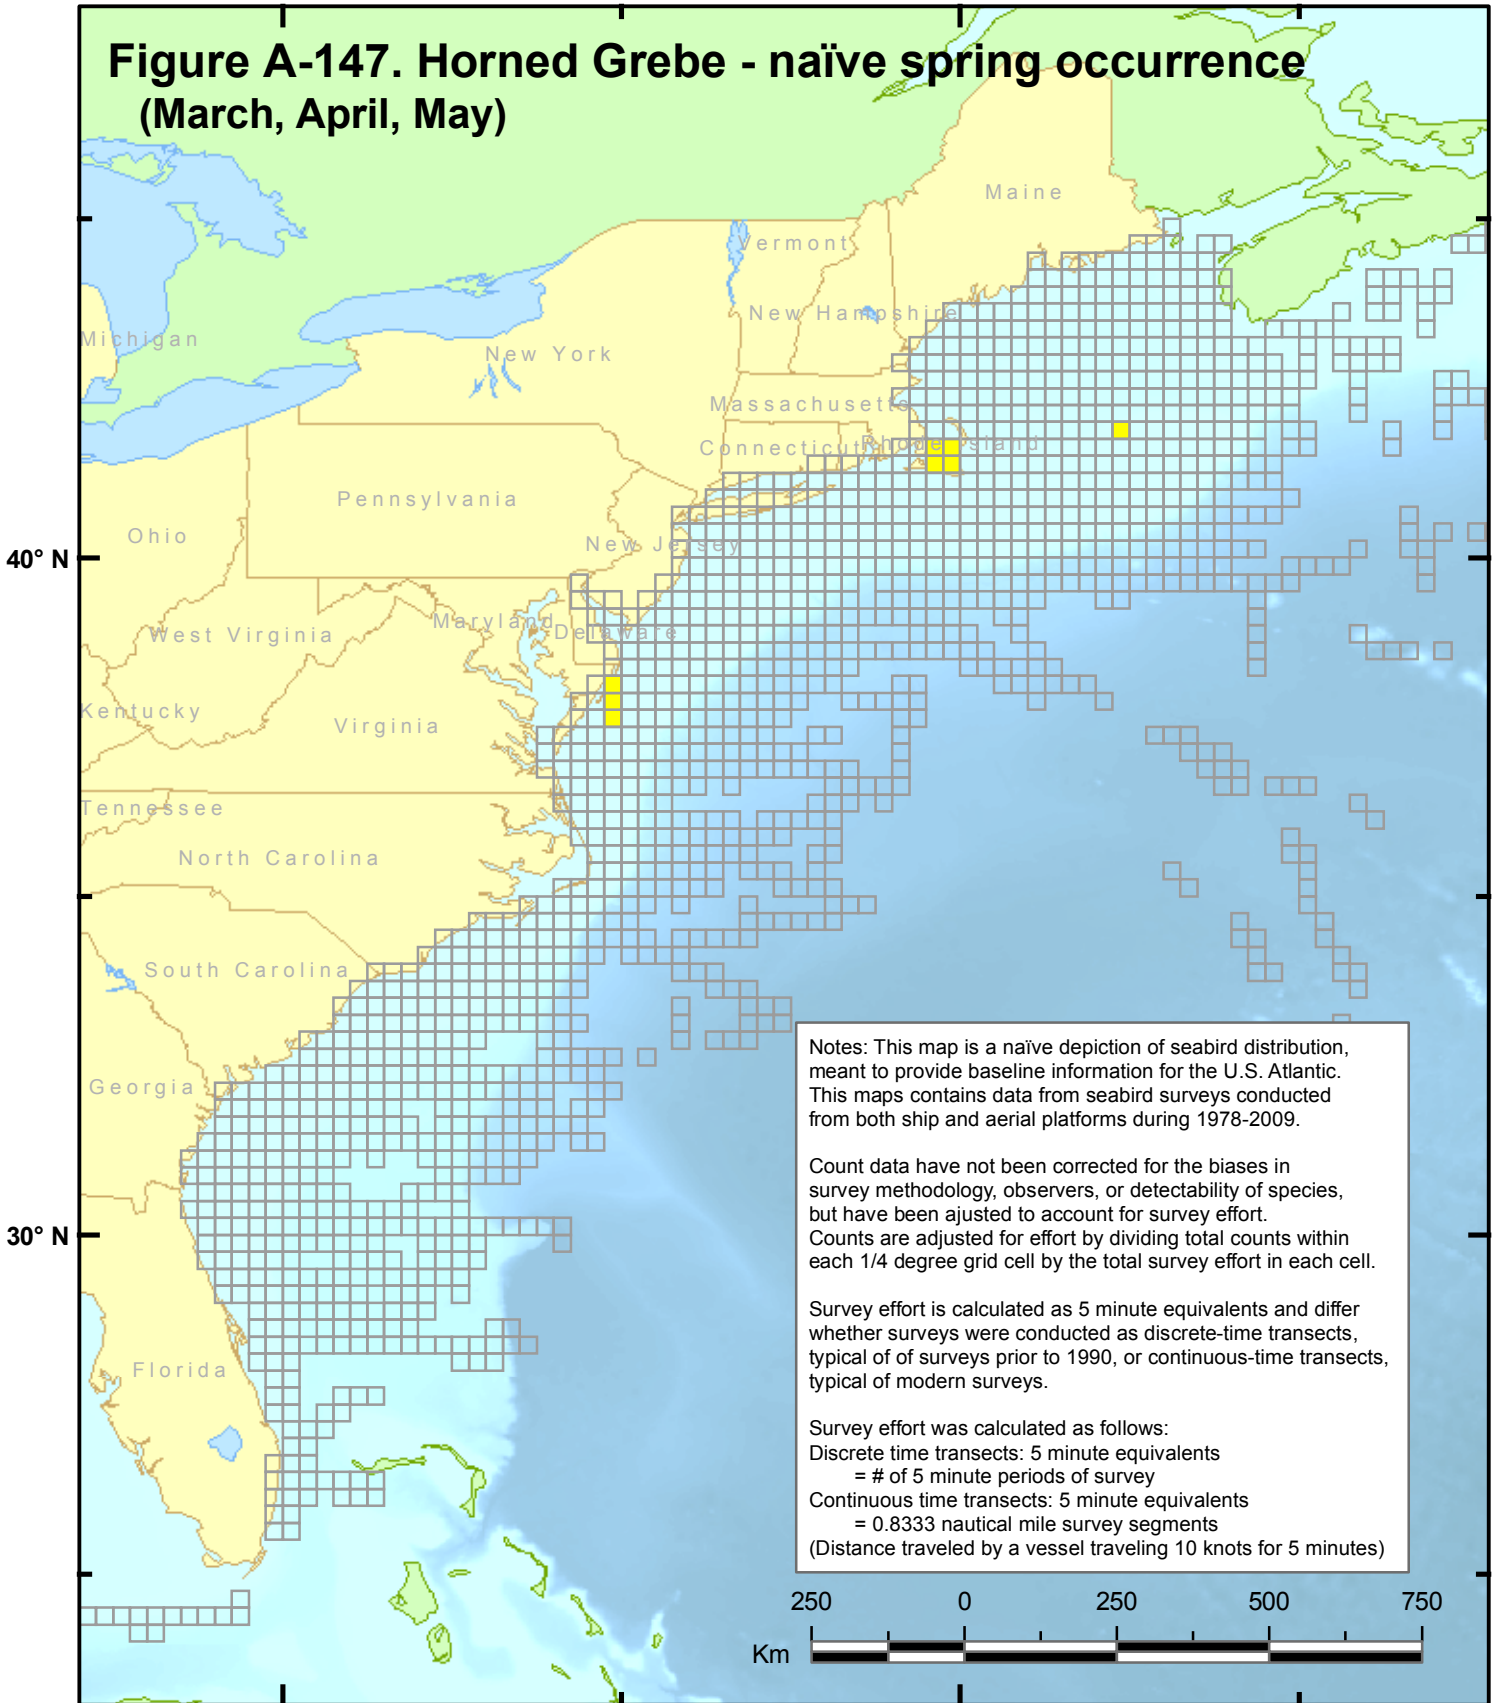 Figure A-147. Horned Grebe - naïve spring occurrence
(March, April, May)
Maine
Vermont
New Hampshire
Michigan
New York
Massachusetts
Connecticut
Rhode Island
Pennsylvania
Ohio
New Jersey
40° N
Maryland
Delaware
West Virginia
Kentucky
Virginia
Tennessee
North Carolina
South Carolina
Georgia
30° N
Florida
Notes: This map is a naïve depiction of seabird distribution,
meant to provide baseline information for the U.S. Atlantic.
This maps contains data from seabird surveys conducted
from both ship and aerial platforms during 1978-2009.
Count data have not been corrected for the biases in
survey methodology, observers, or detectability of species,
but have been ajusted to account for survey effort.
Counts are adjusted for effort by dividing total counts within
each 1/4 degree grid cell by the total survey effort in each cell.
Survey effort is calculated as 5 minute equivalents and differ
whether surveys were conducted as discrete-time transects,
typical of of surveys prior to 1990, or continuous-time transects,
typical of modern surveys.
Survey effort was calculated as follows:
Discrete time transects: 5 minute equivalents
= # of 5 minute periods of survey
Continuous time transects: 5 minute equivalents
= 0.8333 nautical mile survey segments
(Distance traveled by a vessel traveling 10 knots for 5 minutes)
250 0 250 500 750
Km